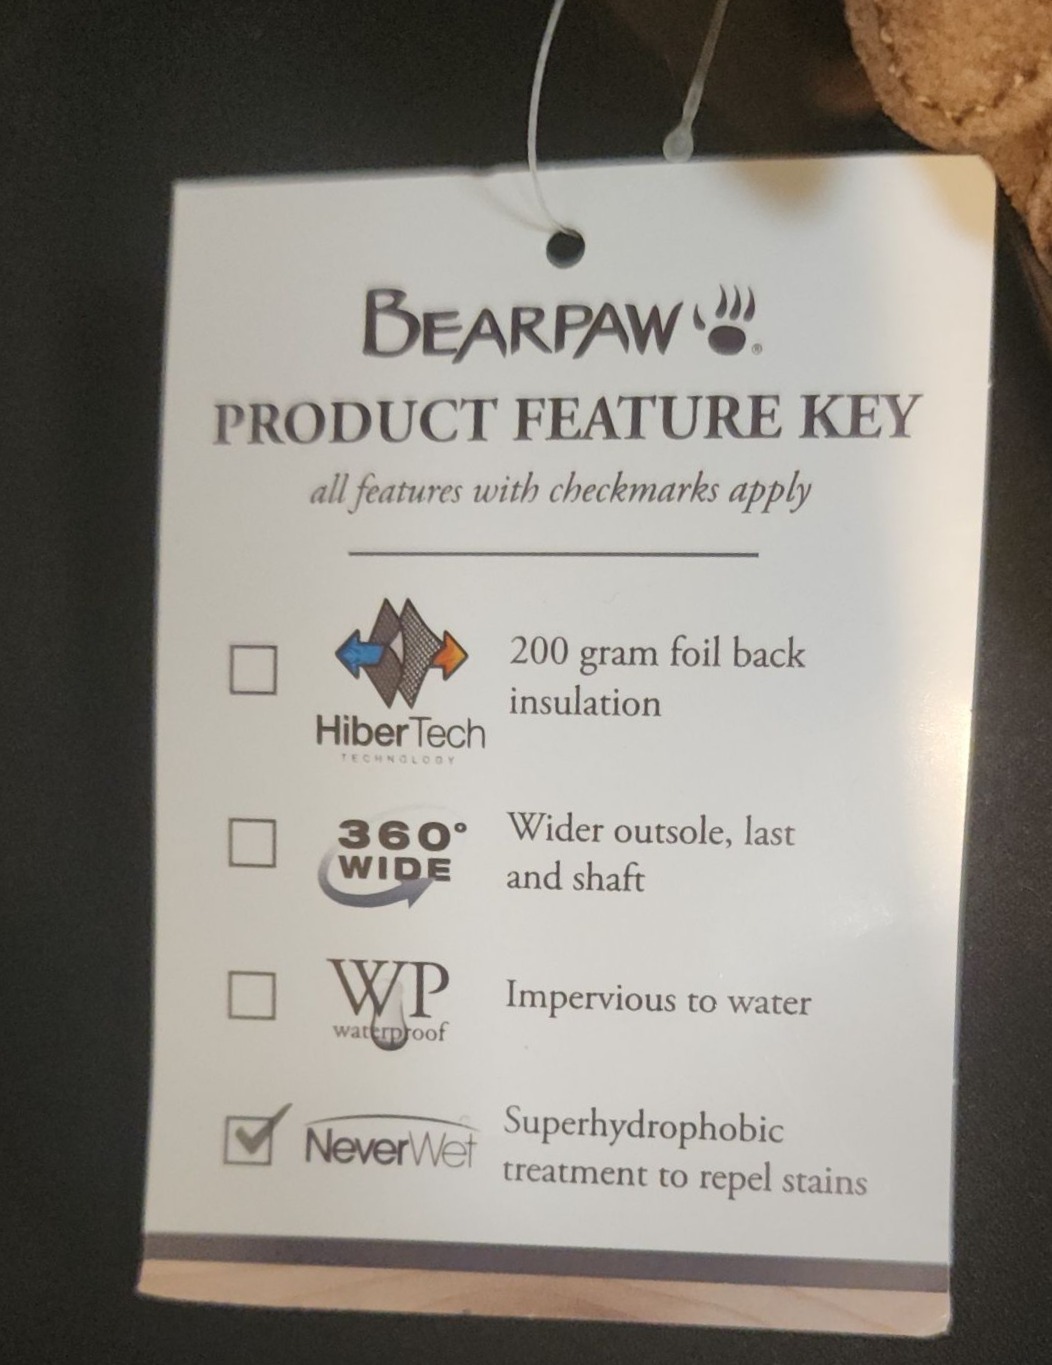 BEARPAW®
PRODUCT FEATURE KEY
all features with checkmarks apply
HiberTech
TECHNOLOGY
200 gram foil back
insulation
360°
WIDE
Wider outsole, last
and shaft
WP
waterproof
Impervious to water
NeverWet
Superhydrophobic
treatment to repel stains